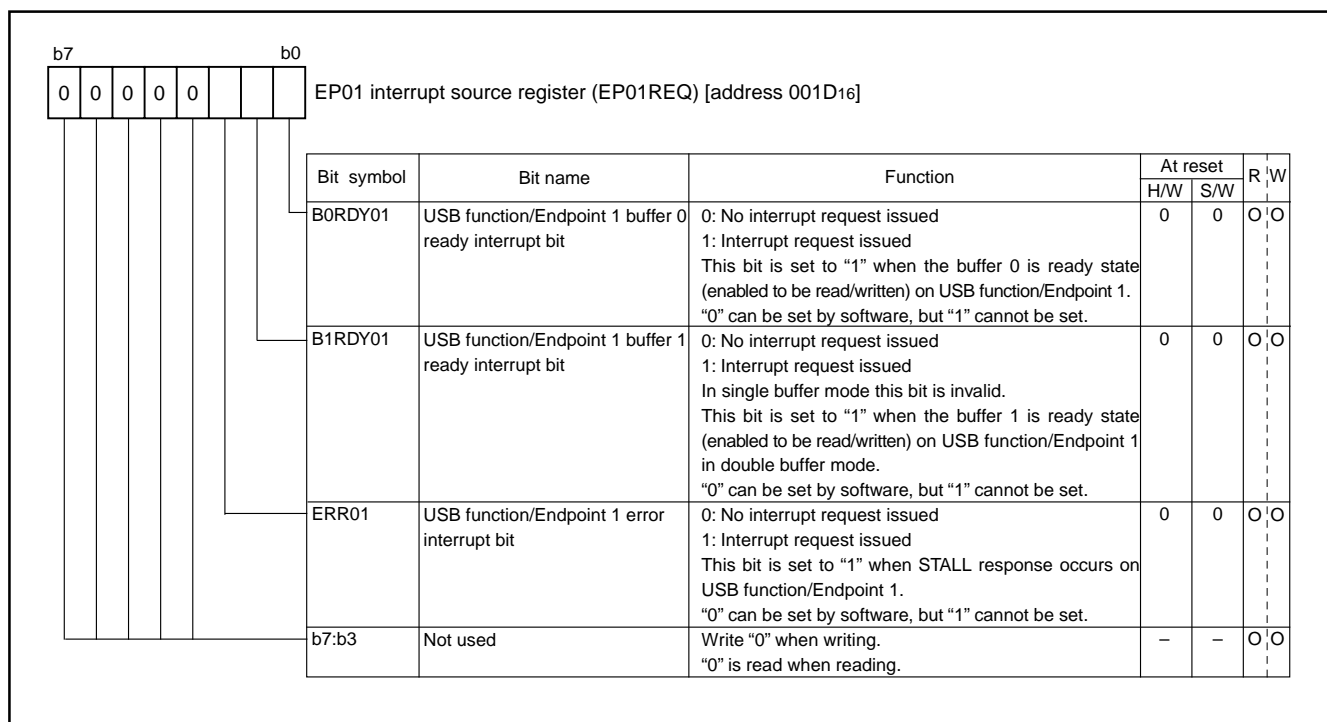 b7 b0
0 0 0 0 0 EP01 interrupt source register (EP01REQ) [address 001D16]
Bit symbol Bit name Function At reset R W
H/W S/W
B0RDY01 USB function/Endpoint 1 buffer 0 0: No interrupt request issued 0 0 O O
ready interrupt bit 1: Interrupt request issued
This bit is set to “1” when the buffer 0 is ready state
(enabled to be read/written) on USB function/Endpoint 1.
“0” can be set by software, but “1” cannot be set.
B1RDY01 USB function/Endpoint 1 buffer 1 0: No interrupt request issued 0 0 O O
ready interrupt bit 1: Interrupt request issued
In single buffer mode this bit is invalid.
This bit is set to “1” when the buffer 1 is ready state
(enabled to be read/written) on USB function/Endpoint 1
in double buffer mode.
“0” can be set by software, but “1” cannot be set.
ERR01 USB function/Endpoint 1 error 0: No interrupt request issued 0 0 O O
interrupt bit 1: Interrupt request issued
This bit is set to “1” when STALL response occurs on
USB function/Endpoint 1.
“0” can be set by software, but “1” cannot be set.
b7:b3 Not used Write “0” when writing. – – O O
“0” is read when reading.